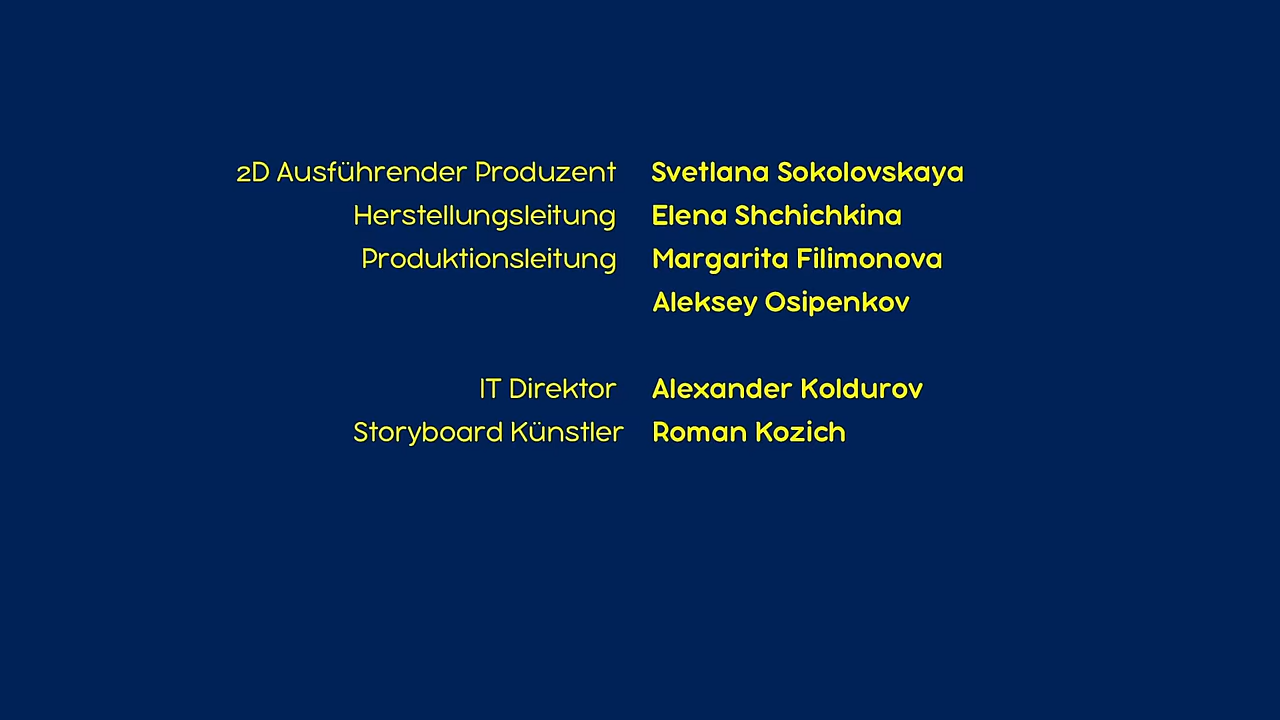 2D Ausführender Produzent Svetlana Sokolovskaya
Herstellungsleitung Elena Shchichkina
Produktionsleitung Margarita Filimonova
Aleksey Osipenkov
IT Direktor Alexander Koldurov
Storyboard Künstler Roman Kozich